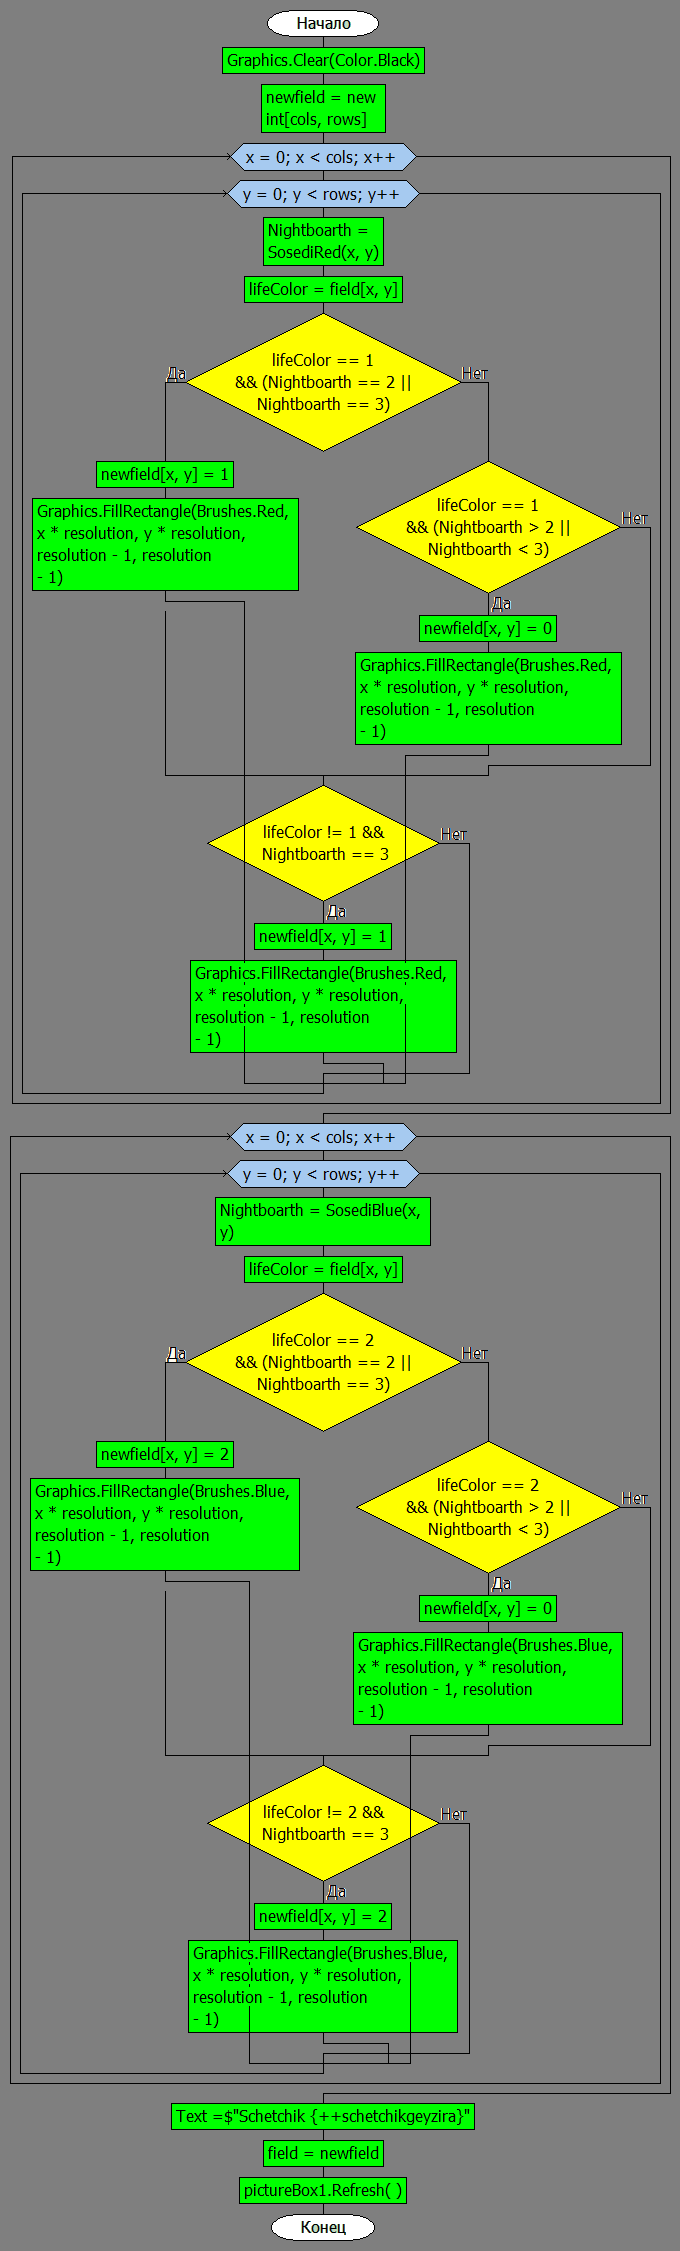 Начало
Graphics.Clear(Color.Black)
newfield = new
int[cols, rows]
x = 0; x < cols; x++
y = 0; y < rows; y++
Nightboarth =
SosediRed(x, y)
lifeColor = field[x, y]
lifeColor == 1
&& (Nightboarth == 2 ||
Nightboarth == 3)
Да
Нет
newfield[x, y] = 1
Graphics.FillRectangle(Brushes.Red,
x * resolution, y * resolution,
resolution - 1, resolution
- 1)
lifeColor == 1
&& (Nightboarth > 2 ||
Nightboarth < 3)
Нет
Да
newfield[x, y] = 0
Graphics.FillRectangle(Brushes.Red,
x * resolution, y * resolution,
resolution - 1, resolution
- 1)
lifeColor != 1 &&
Nightboarth == 3
Нет
Да
newfield[x, y] = 1
Graphics.FillRectangle(Brushes.Red,
x * resolution, y * resolution,
resolution - 1, resolution
- 1)
x = 0; x < cols; x++
y = 0; y < rows; y++
Nightboarth = SosediBlue(x,
y)
lifeColor = field[x, y]
lifeColor == 2
&& (Nightboarth == 2 ||
Nightboarth == 3)
Да
Нет
newfield[x, y] = 2
Graphics.FillRectangle(Brushes.Blue,
x * resolution, y * resolution,
resolution - 1, resolution
- 1)
lifeColor == 2
&& (Nightboarth > 2 ||
Nightboarth < 3)
Нет
Да
newfield[x, y] = 0
Graphics.FillRectangle(Brushes.Blue,
x * resolution, y * resolution,
resolution - 1, resolution
- 1)
lifeColor != 2 &&
Nightboarth == 3
Нет
Да
newfield[x, y] = 2
Graphics.FillRectangle(Brushes.Blue,
x * resolution, y * resolution,
resolution - 1, resolution
- 1)
Text =$"Schetchik {++schetchikgeyzira}"
field = newfield
pictureBox1.Refresh( )
Конец